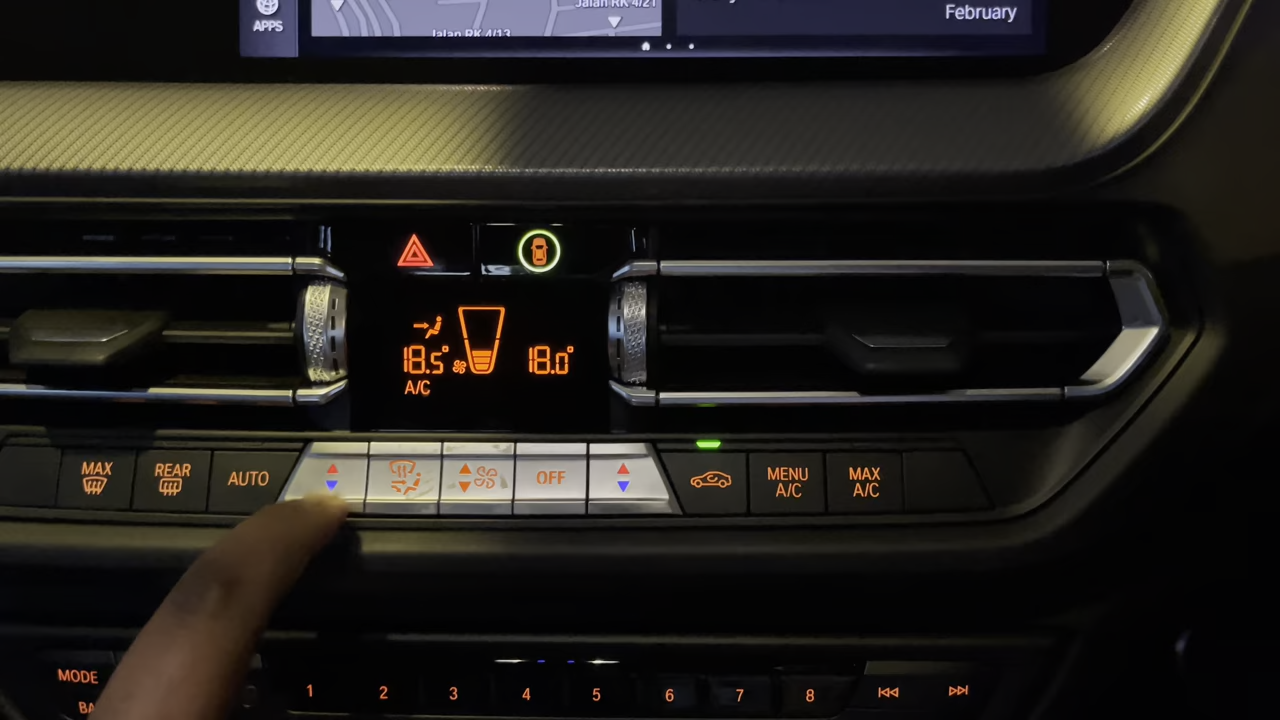 Jalan RK 4/21
February
APPS
Jalan RK 4/13
18.5°
18.0°
A/C
MAX
REAR
AUTO
OFF
MENU
A/C
MAX
A/C
MODE
1 2 3 4 5 6 7 8